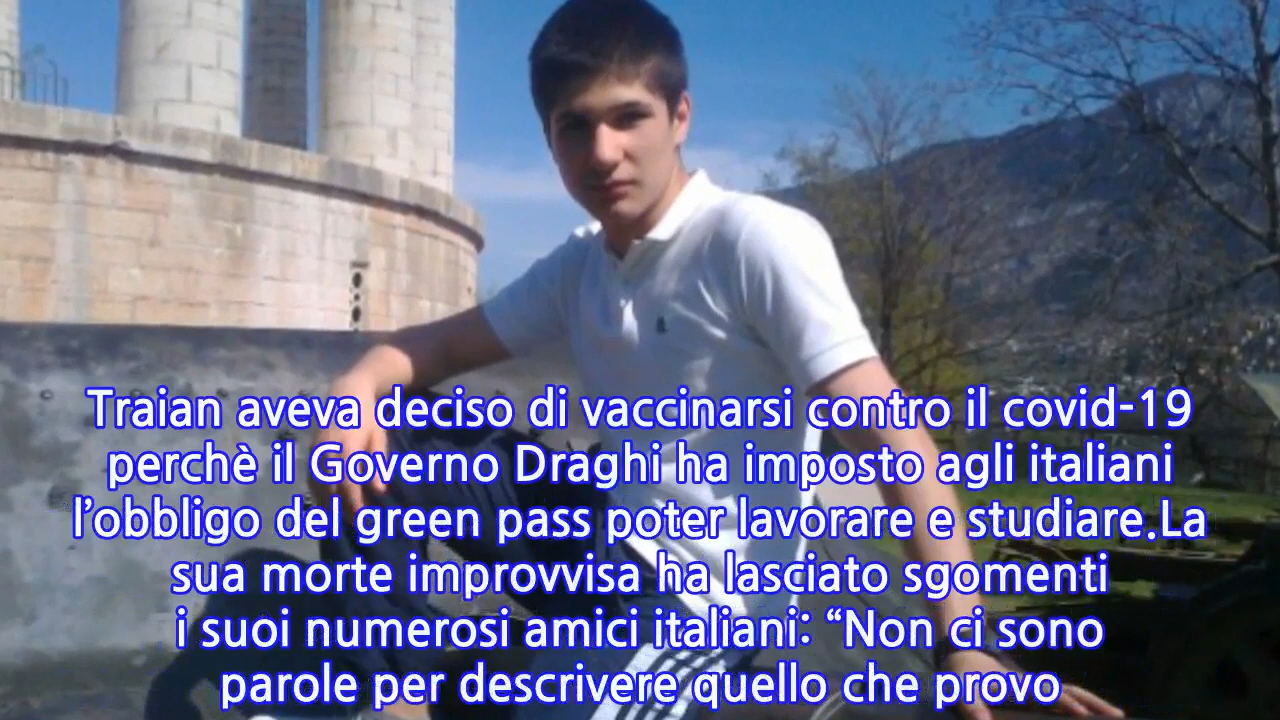 Traian aveva deciso di vaccinarsi contro il covid-19
perchè il Governo Draghi ha imposto agli italiani
l’obbligo del green pass poter lavorare e studiare.La
sua morte improvvisa ha lasciato sgomenti
i suoi numerosi amici italiani: “Non ci sono
parole per descrivere quello che provo